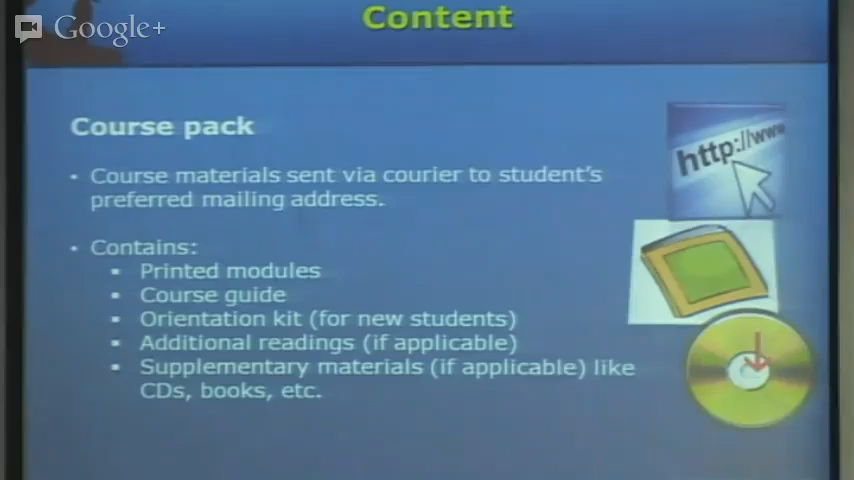 Google+
Content
Course pack
• Course materials sent via courier to student's
preferred mailing address.
• Contains:
▪ Printed modules
▪ Course guide
▪ Orientation kit (for new students)
▪ Additional readings (if applicable)
▪ Supplementary materials (if applicable) like
CDs, books, etc.
http://www